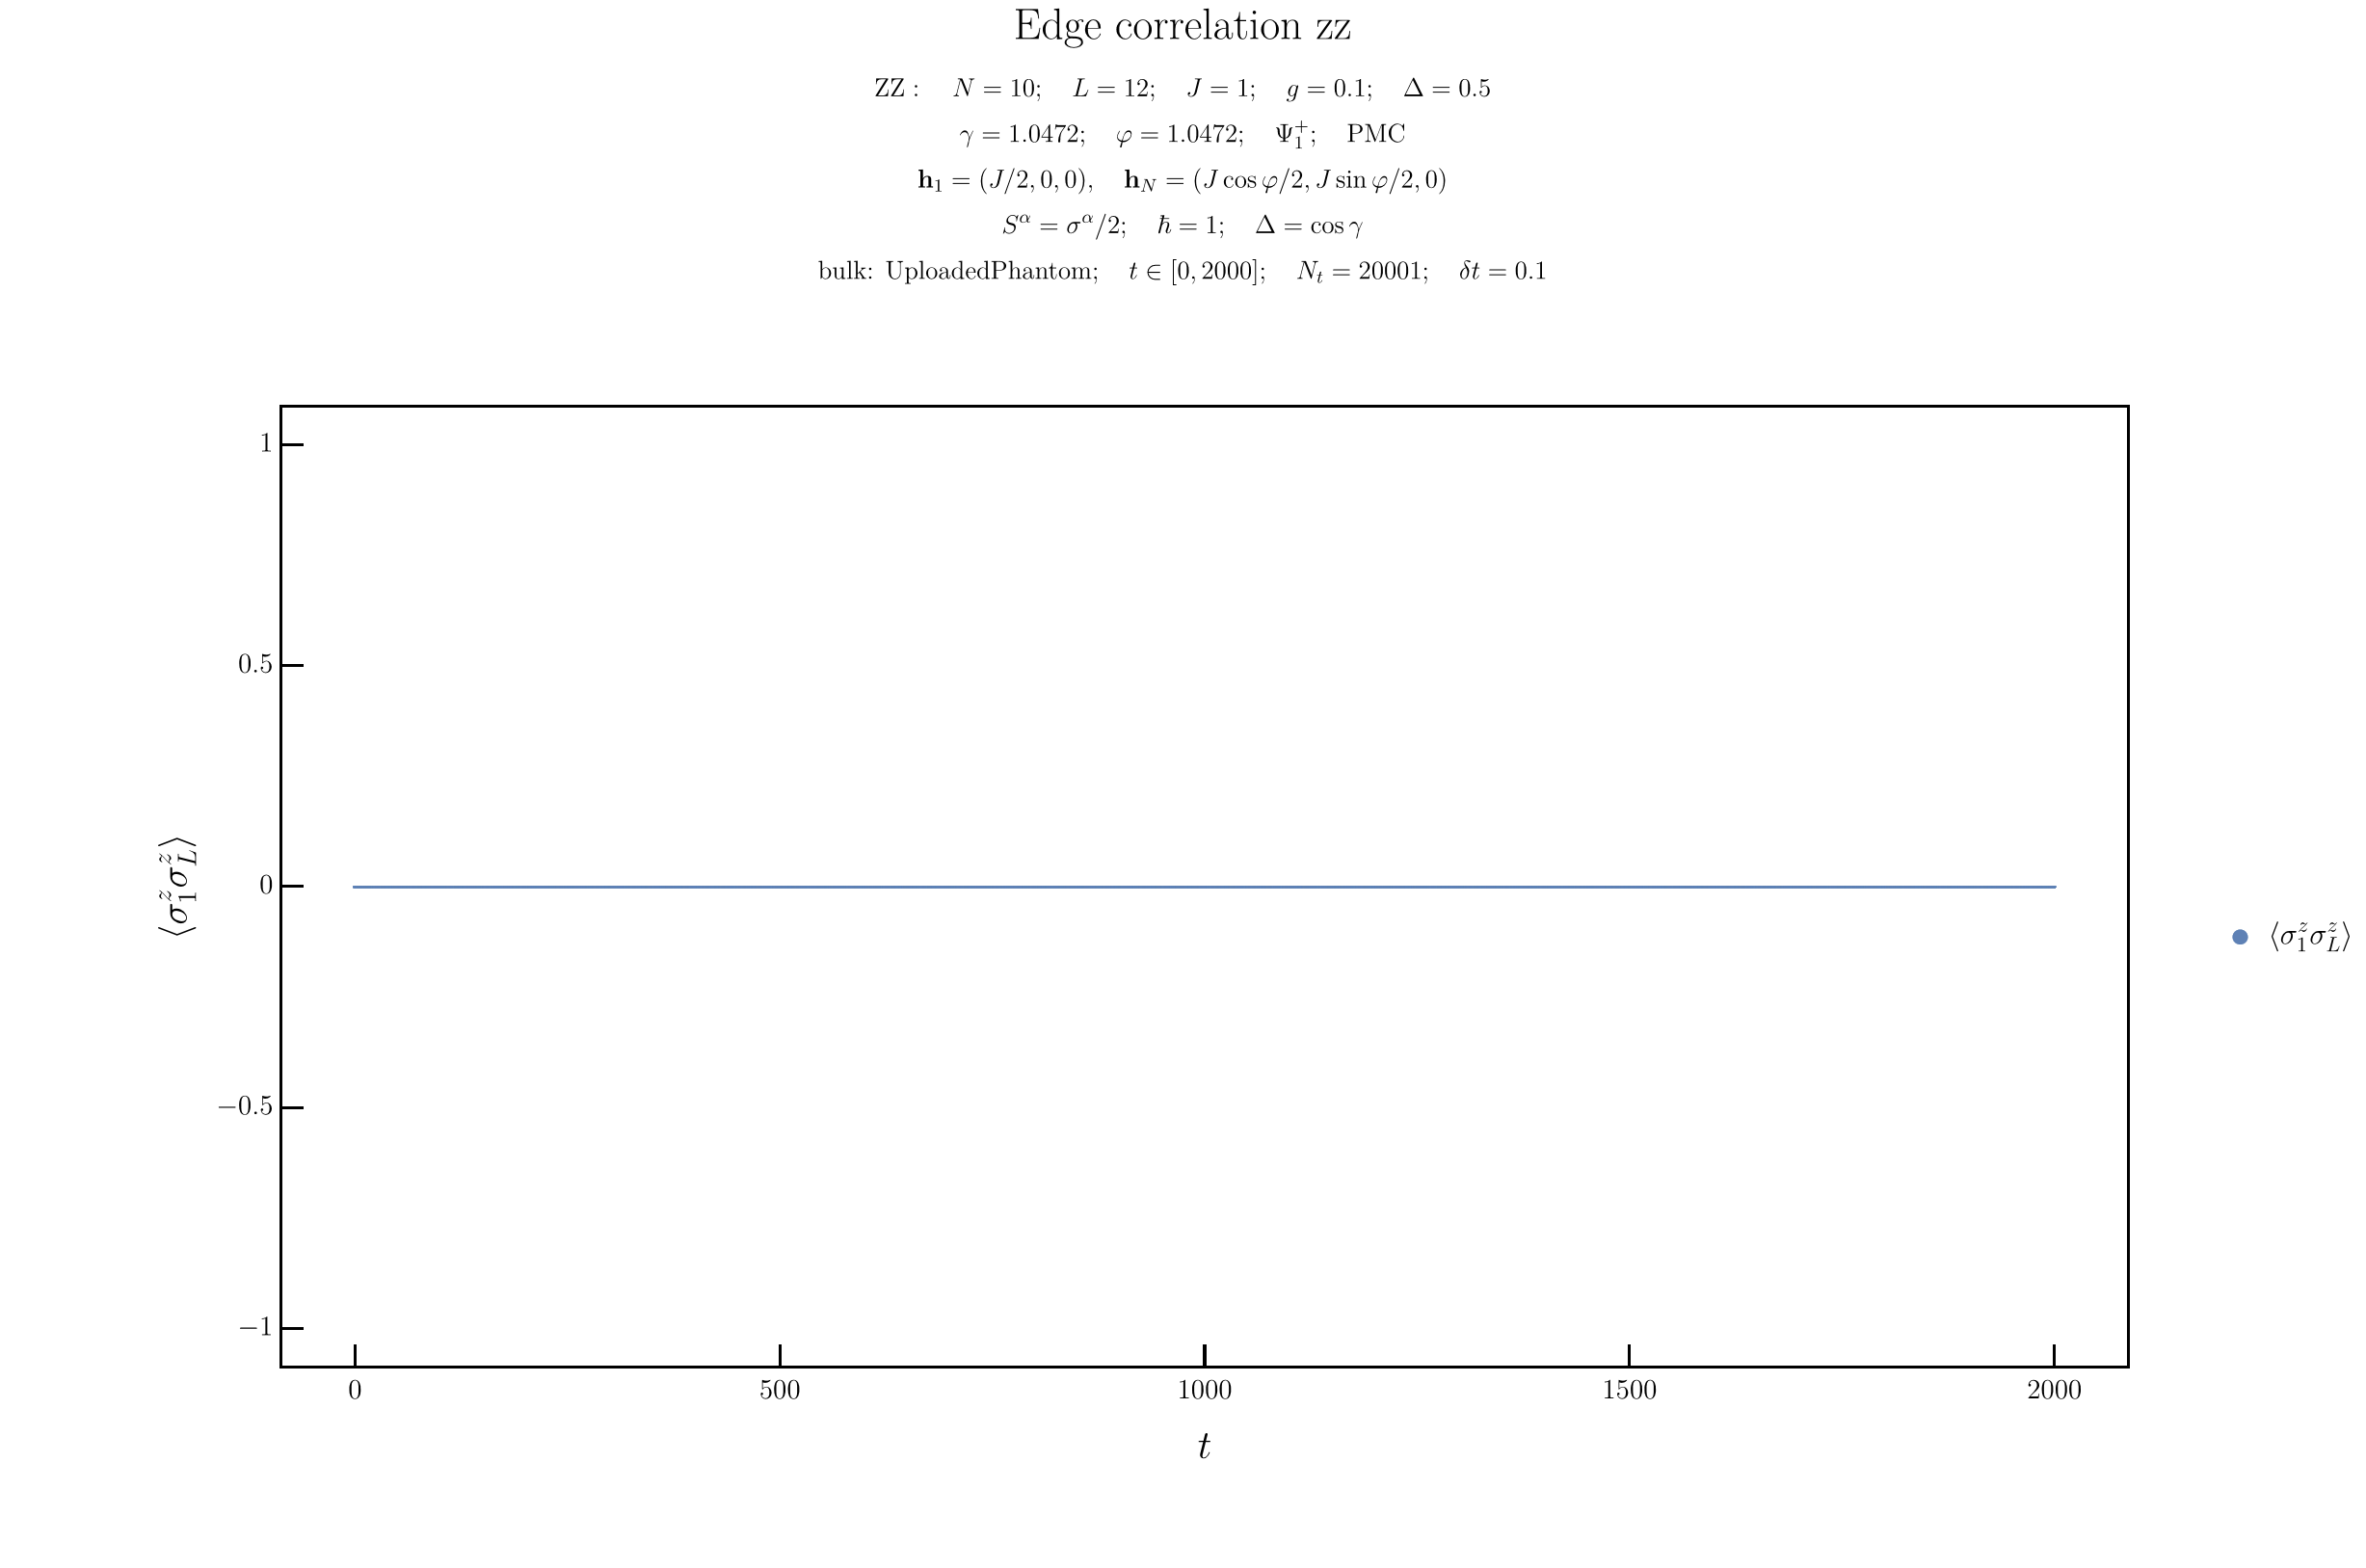 Edge correlation zz
ZZ : N = 10; L = 12; J = 1; g = 0.1; Δ = 0.5
γ = 1.0472; φ = 1.0472; Ψ₁⁺; PMC
𝐡₁ = (J/2, 0, 0), 𝐡_N = (J cos φ/2, J sin φ/2, 0)
S^α = σ^α/2; ℏ = 1; Δ = cos γ
bulk: UploadedPhantom; t ∈ [0, 2000]; N_t = 20001; δt = 0.1
1
0.5
0
−0.5
−1
⟨σ₁^z σ_L^z⟩
⟨σ₁^z σ_L^z⟩
0 500 1000 1500 2000
t